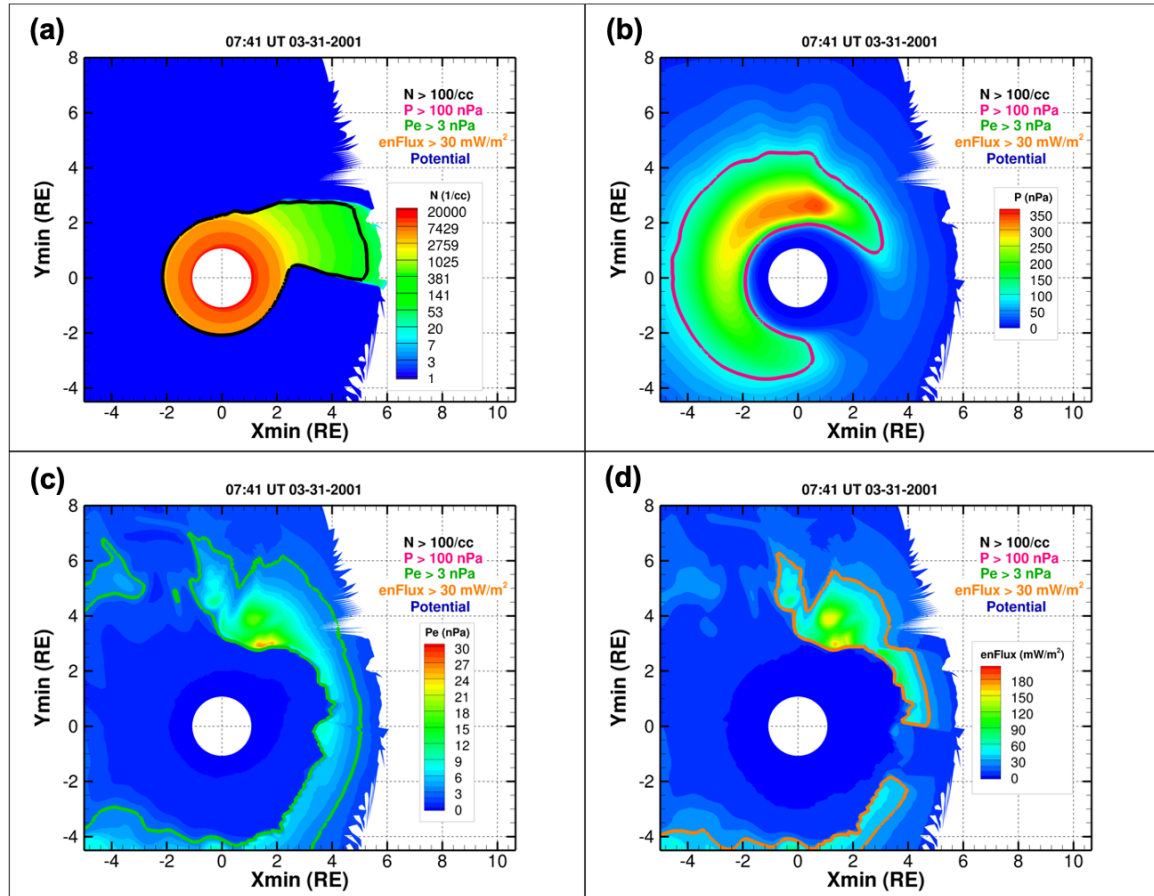 (a)
07:41 UT 03-31-2001
N > 100/cc
P > 100 nPa
Pe > 3 nPa
enFlux > 30 mW/m²
Potential
N (1/cc)
20000
7429
2759
1025
381
141
53
20
7
3
1
8
6
4
2
0
-2
-4
Ymin (RE)
-4 -2 0 2 4 6 8 10
Xmin (RE)
(b)
07:41 UT 03-31-2001
N > 100/cc
P > 100 nPa
Pe > 3 nPa
enFlux > 30 mW/m²
Potential
P (nPa)
350
300
250
200
150
100
50
0
8
6
4
2
0
-2
-4
Ymin (RE)
-4 -2 0 2 4 6 8 10
Xmin (RE)
(c)
07:41 UT 03-31-2001
N > 100/cc
P > 100 nPa
Pe > 3 nPa
enFlux > 30 mW/m²
Potential
Pe (nPa)
30
27
24
21
18
15
12
9
6
3
0
8
6
4
2
0
-2
-4
Ymin (RE)
-4 -2 0 2 4 6 8 10
Xmin (RE)
(d)
07:41 UT 03-31-2001
N > 100/cc
P > 100 nPa
Pe > 3 nPa
enFlux > 30 mW/m²
Potential
enFlux (mW/m²)
180
150
120
90
60
30
0
8
6
4
2
0
-2
-4
Ymin (RE)
-4 -2 0 2 4 6 8 10
Xmin (RE)